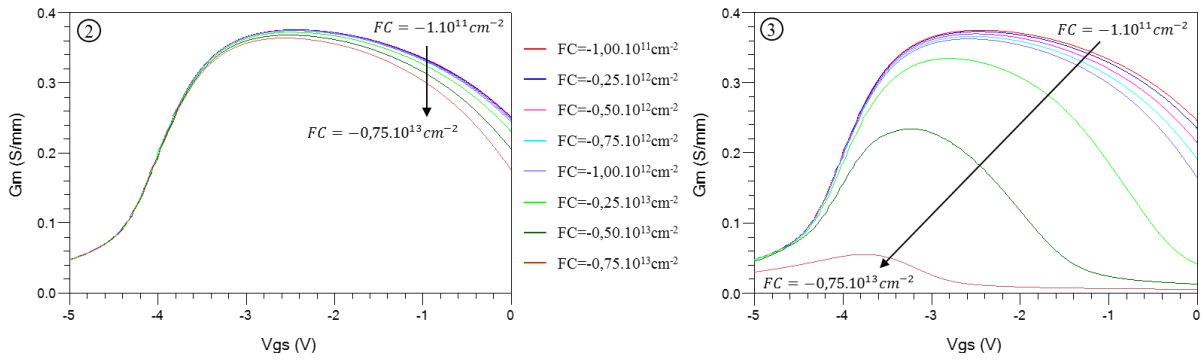 ②
Gm (S/mm)
0.4
0.3
0.2
0.1
0.0
-5
-4
-3
-2
-1
0
Vgs (V)
FC = −1.10¹¹cm⁻²
FC = −0,75.10¹³cm⁻²
FC=-1,00.10¹¹cm⁻²
FC=-0,25.10¹²cm⁻²
FC=-0,50.10¹²cm⁻²
FC=-0,75.10¹²cm⁻²
FC=-1,00.10¹²cm⁻²
FC=-0,25.10¹³cm⁻²
FC=-0,50.10¹³cm⁻²
FC=-0,75.10¹³cm⁻²
③
Gm (S/mm)
0.4
0.3
0.2
0.1
0.0
-5
-4
-3
-2
-1
0
Vgs (V)
FC = −1.10¹¹cm⁻²
FC = −0,75.10¹³cm⁻²